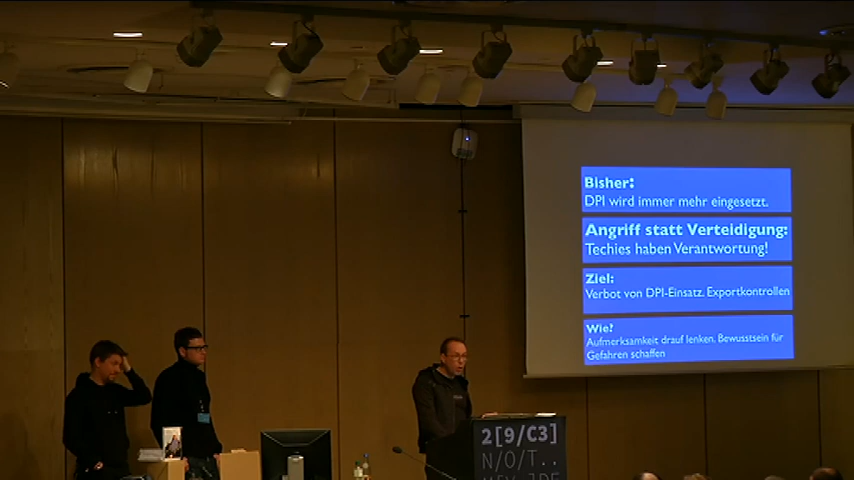 Bisher:
DPI wird immer mehr eingesetzt.
Angriff statt Verteidigung:
Techies haben Verantwortung!
Ziel:
Verbot von DPI-Einsatz. Exportkontrollen
Wie?
Aufmerksamkeit drauf lenken. Bewusstsein für
Gefahren schaffen
2[9/C3]
N/O/T..